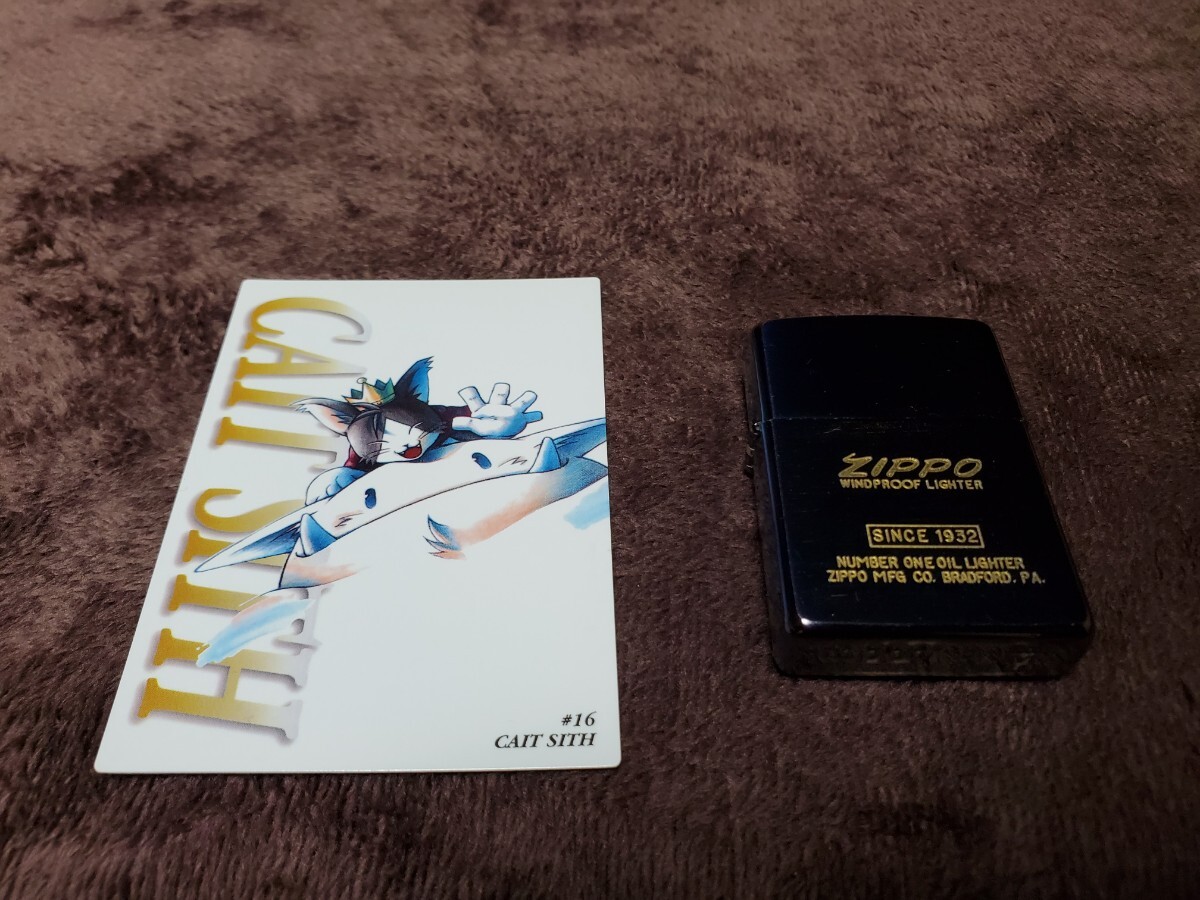 CAIT SITH
#16
CAIT SITH
ZIPPO
WINDPROOF LIGHTER
SINCE 1932
NUMBER ONE OIL LIGHTER
ZIPPO MFG CO. BRADFORD. PA.